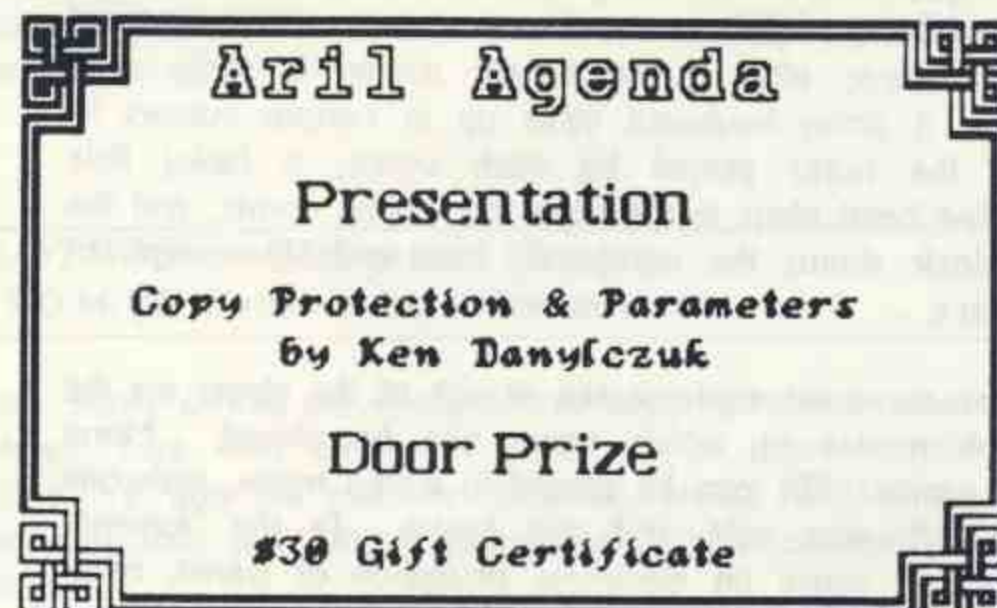 Aril Agenda
Presentation
Copy Protection & Parameters
by Ken Danylczuk
Door Prize
$30 Gift Certificate